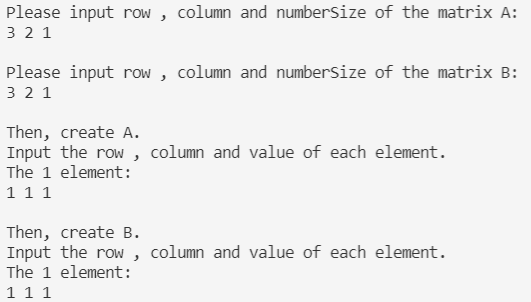 Please input row , column and numberSize of the matrix A:
3 2 1
Please input row , column and numberSize of the matrix B:
3 2 1
Then, create A.
Input the row , column and value of each element.
The 1 element:
1 1 1
Then, create B.
Input the row , column and value of each element.
The 1 element:
1 1 1